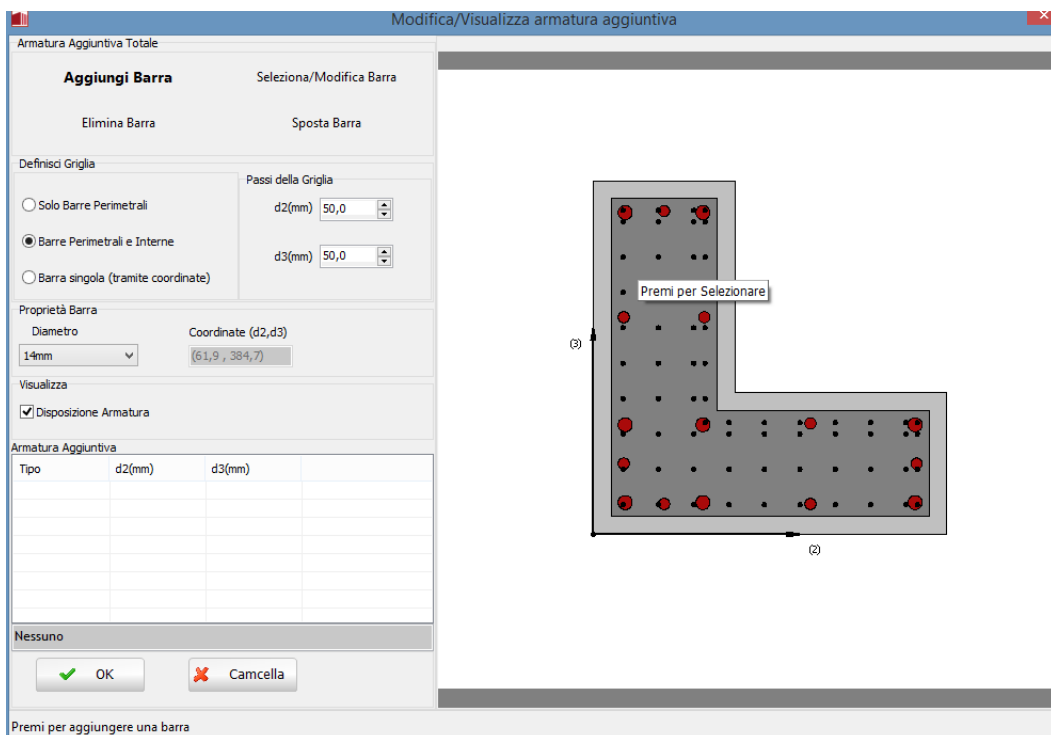 Modifica/Visualizza armatura aggiuntiva
Armatura Aggiuntiva Totale
Aggiungi Barra
Seleziona/Modifica Barra
Elimina Barra
Sposta Barra
Definisci Griglia
Solo Barre Perimetrali
Barre Perimetrali e Interne
Barra singola (tramite coordinate)
Passi della Griglia
d2(mm) 50,0
d3(mm) 50,0
Proprietà Barra
Diametro
Coordinate (d2,d3)
14mm
(61,9 , 384,7)
Visualizza
Disposizione Armatura
Armatura Aggiuntiva
Tipo d2(mm) d3(mm)
Nessuno
OK
Camcella
Premi per aggiungere una barra
Premi per Selezionare
(3)
(2)